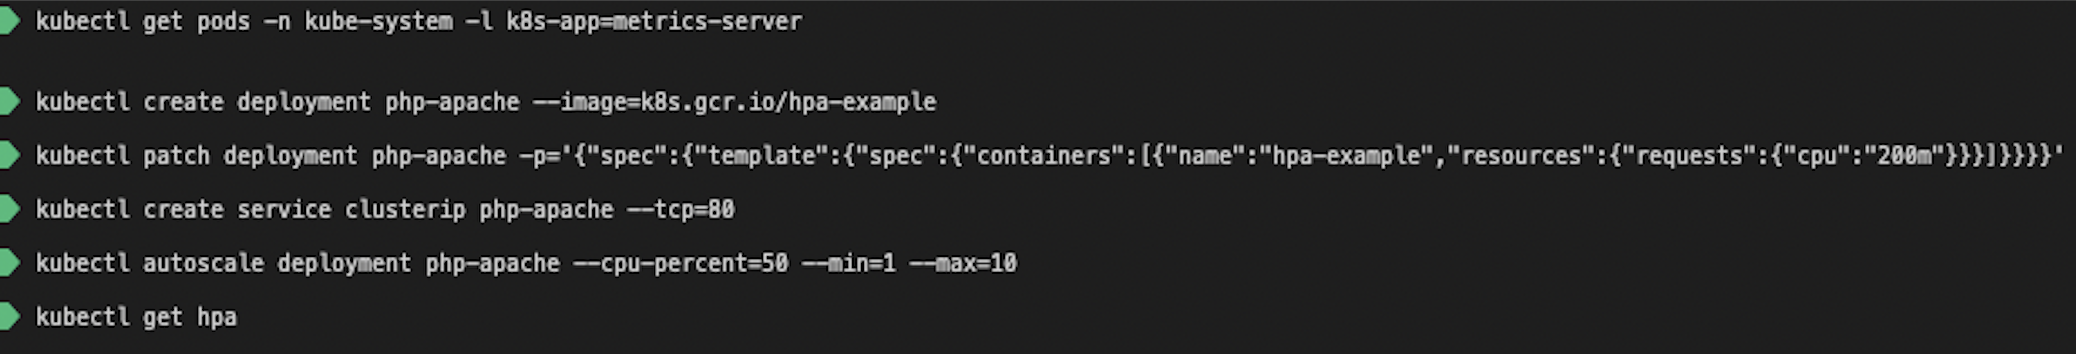 kubectl get pods -n kube-system -l k8s-app=metrics-server
kubectl create deployment php-apache --image=k8s.gcr.io/hpa-example
kubectl patch deployment php-apache -p='{"spec":{"template":{"spec":{"containers":[{"name":"hpa-example","resources":{"requests":{"cpu":"200m"}}}]}}}}'
kubectl create service clusterip php-apache --tcp=80
kubectl autoscale deployment php-apache --cpu-percent=50 --min=1 --max=10
kubectl get hpa